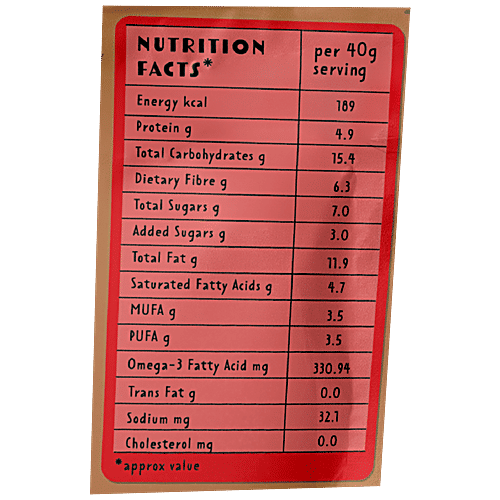 NUTRITION FACTS* per 40g serving
Energy kcal 189
Protein g 4.9
Total Carbohydrates g 15.4
Dietary Fibre g 6.3
Total Sugars g 7.0
Added Sugars g 3.0
Total Fat g 11.9
Saturated Fatty Acids g 4.7
MUFA g 3.5
PUFA g 3.5
Omega-3 Fatty Acid mg 330.94
Trans Fat g 0.0
Sodium mg 32.1
Cholesterol mg 0.0
*approx value